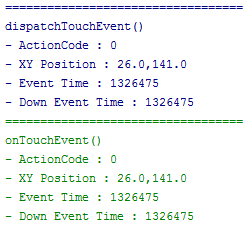 ==================================
dispatchTouchEvent()
- ActionCode : 0
- XY Position : 26.0,141.0
- Event Time : 1326475
- Down Event Time : 1326475
==================================
onTouchEvent()
- ActionCode : 0
- XY Position : 26.0,141.0
- Event Time : 1326475
- Down Event Time : 1326475